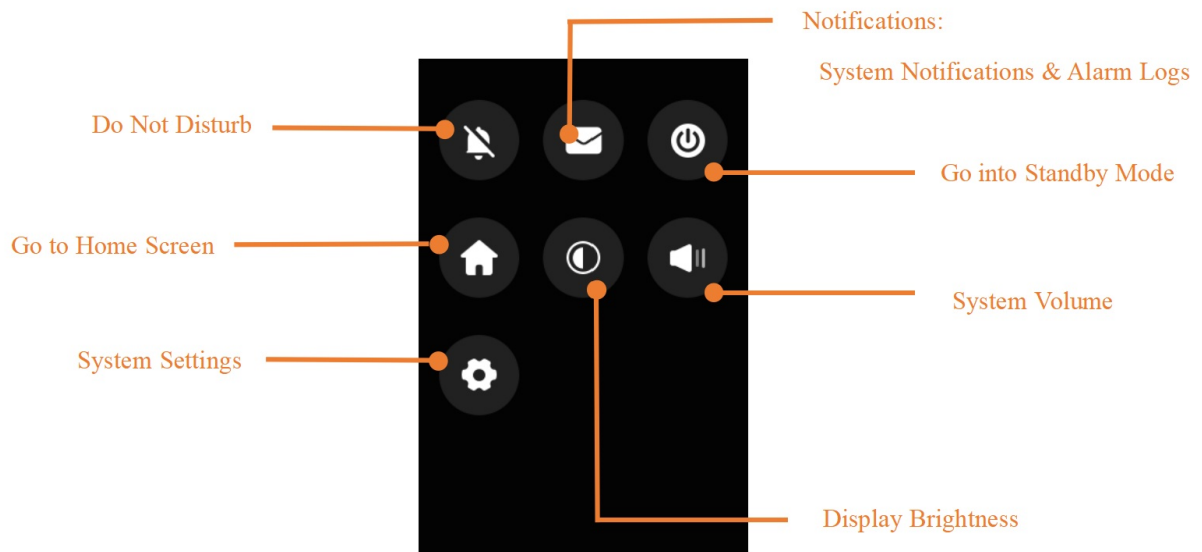 Notifications:
System Notifications & Alarm Logs
Do Not Disturb
Go into Standby Mode
Go to Home Screen
System Volume
System Settings
Display Brightness